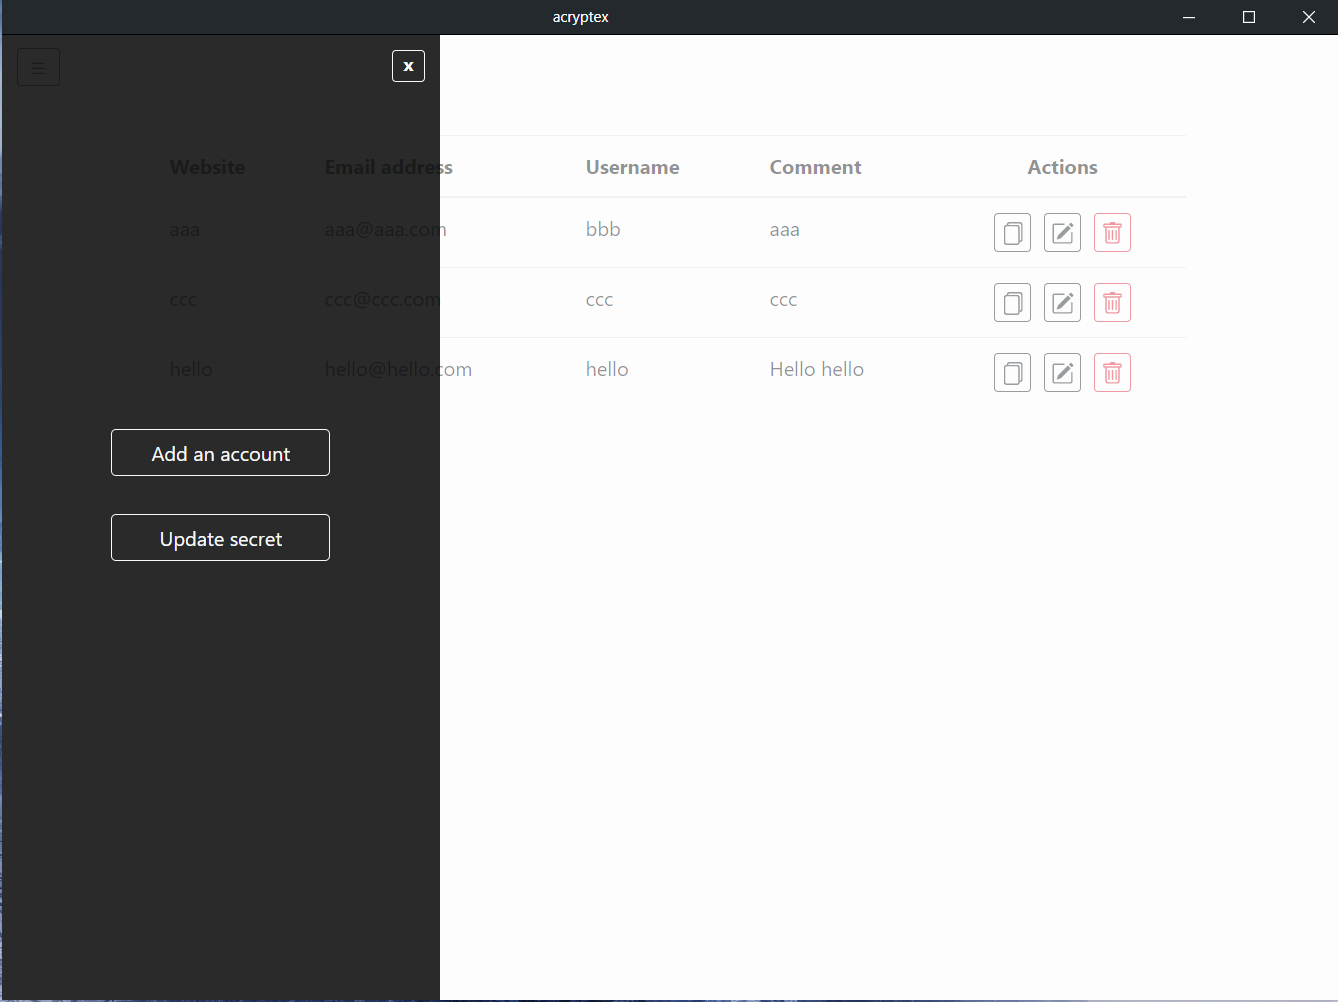 acryptex
x
Website Email address Username Comment Actions
aaa aaa@aaa.com bbb aaa
ccc ccc@ccc.com ccc ccc
hello hello@hello.com hello Hello hello
Add an account
Update secret